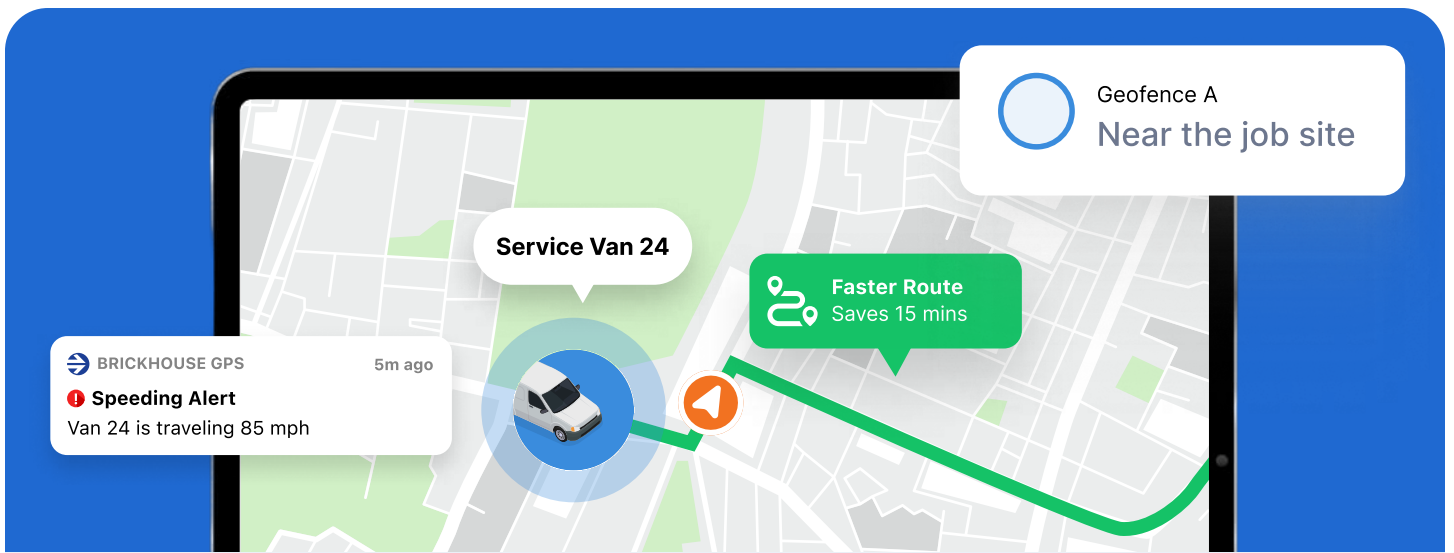 Geofence A
Near the job site
Service Van 24
Faster Route
Saves 15 mins
BRICKHOUSE GPS 5m ago
! Speeding Alert
Van 24 is traveling 85 mph